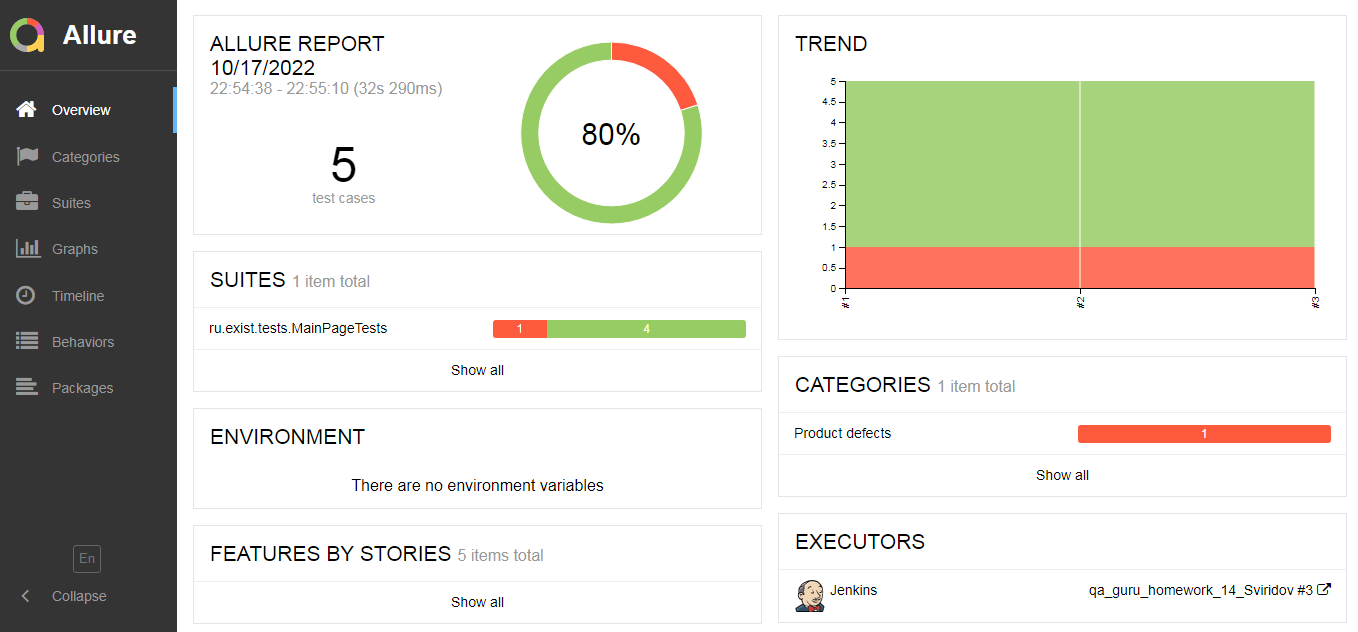 Allure
Overview
Categories
Suites
Graphs
Timeline
Behaviors
Packages
En
Collapse
ALLURE REPORT
10/17/2022
22:54:38 - 22:55:10 (32s 290ms)
5
test cases
80%
SUITES 1 item total
ru.exist.tests.MainPageTests 1 4
Show all
ENVIRONMENT
There are no environment variables
FEATURES BY STORIES 5 items total
Show all
TREND
5
4.5
4
3.5
3
2.5
2
1.5
1
0.5
0
#1 #2 #3
CATEGORIES 1 item total
Product defects 1
Show all
EXECUTORS
Jenkins qa_guru_homework_14_Sviridov #3